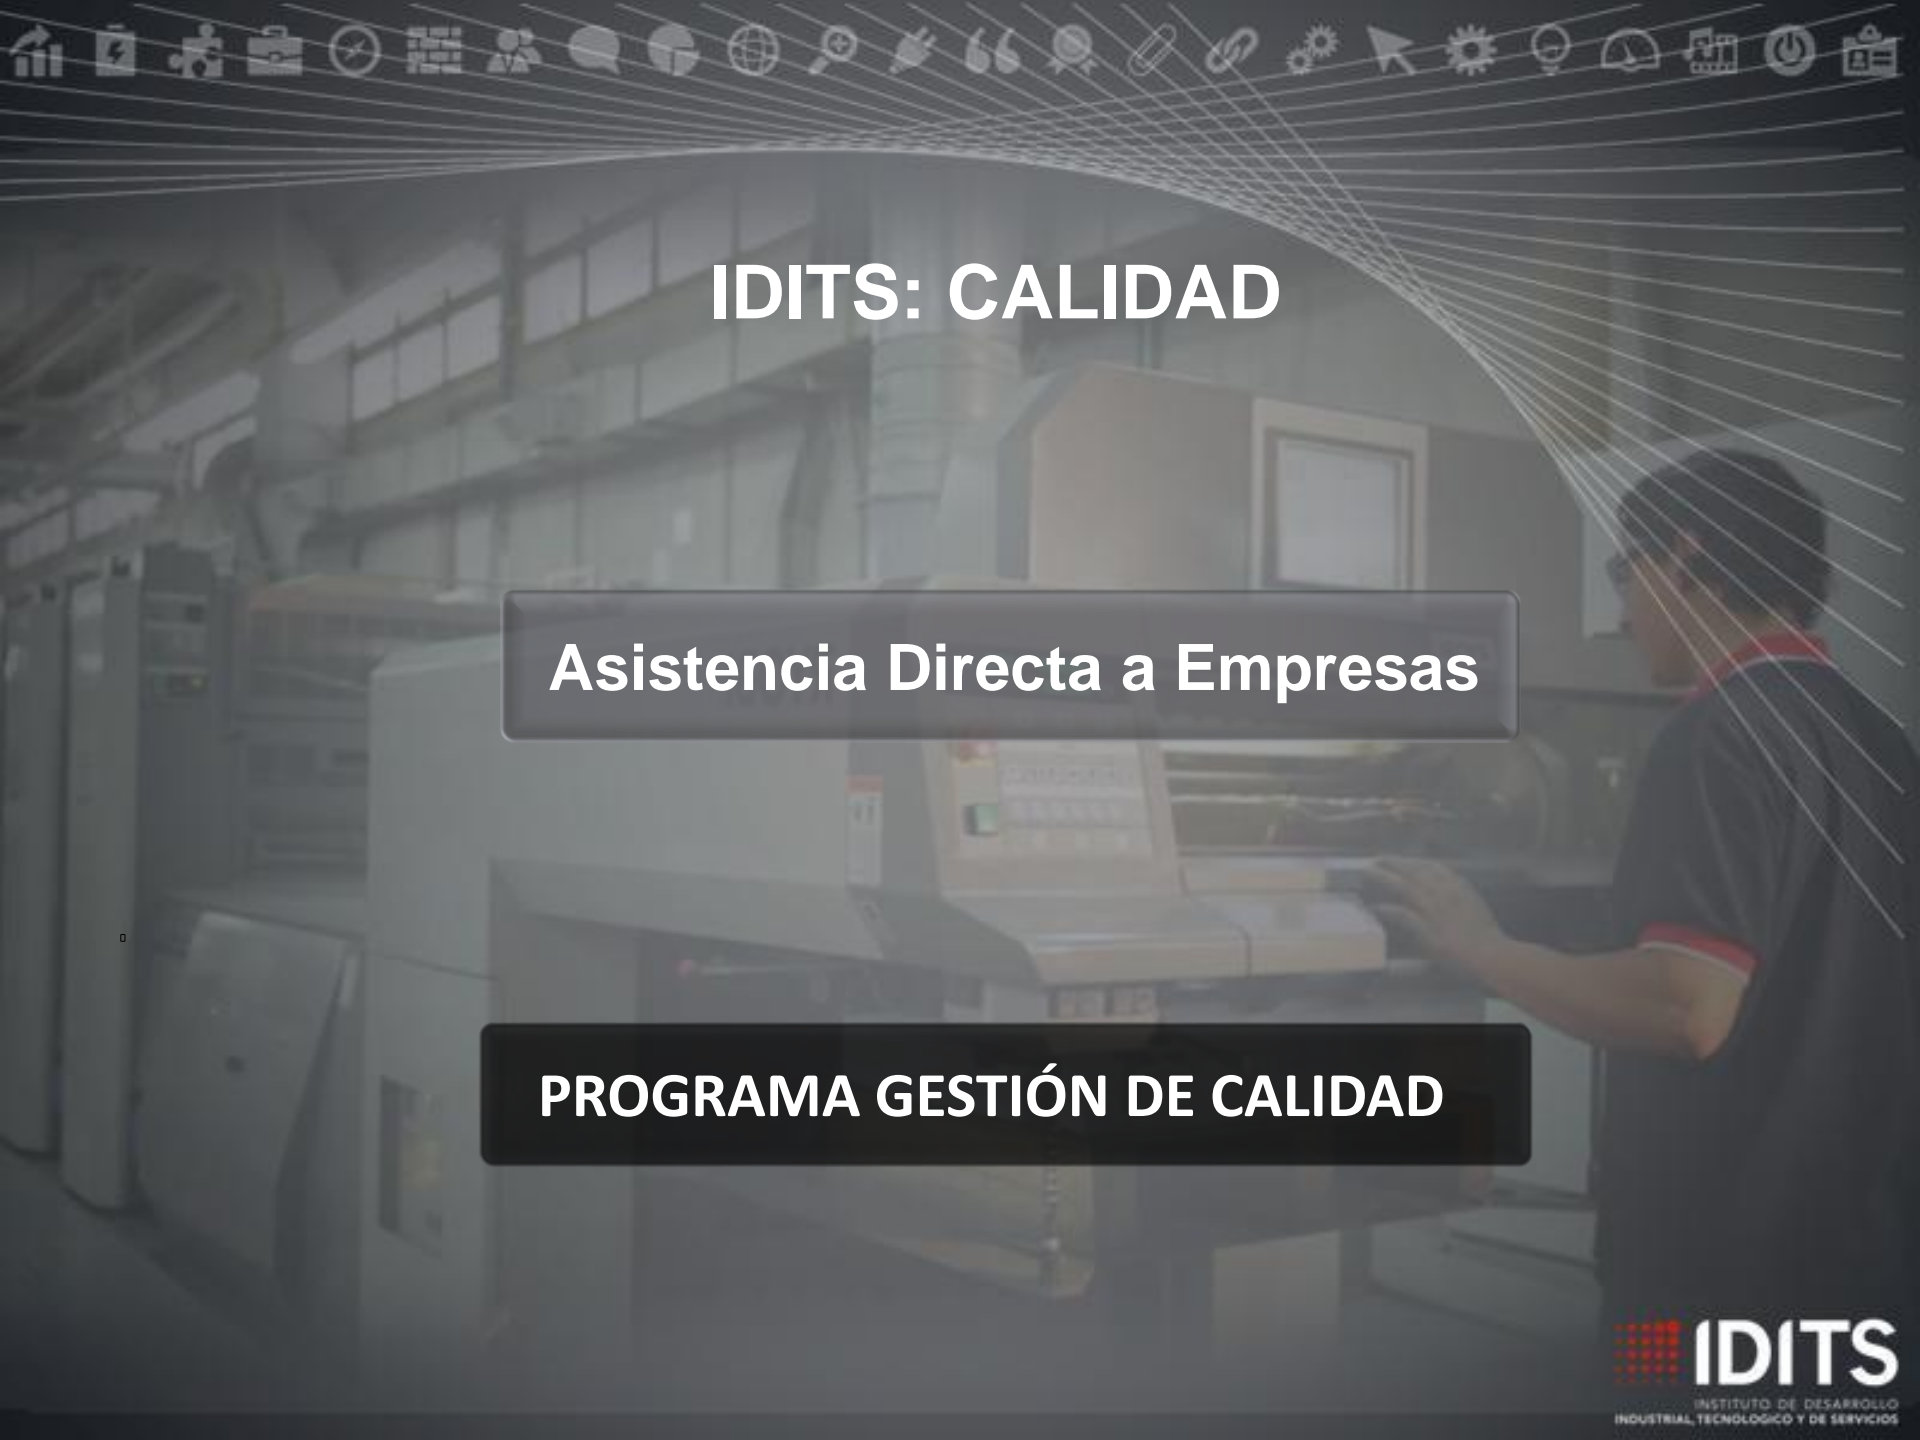 IDITS: CALIDAD
Asistencia Directa a Empresas
PROGRAMA GESTIÓN DE CALIDAD
IDITS
INSTITUTO DE DESARROLLO
INDUSTRIAL, TECNOLOGICO Y DE SERVICIOS